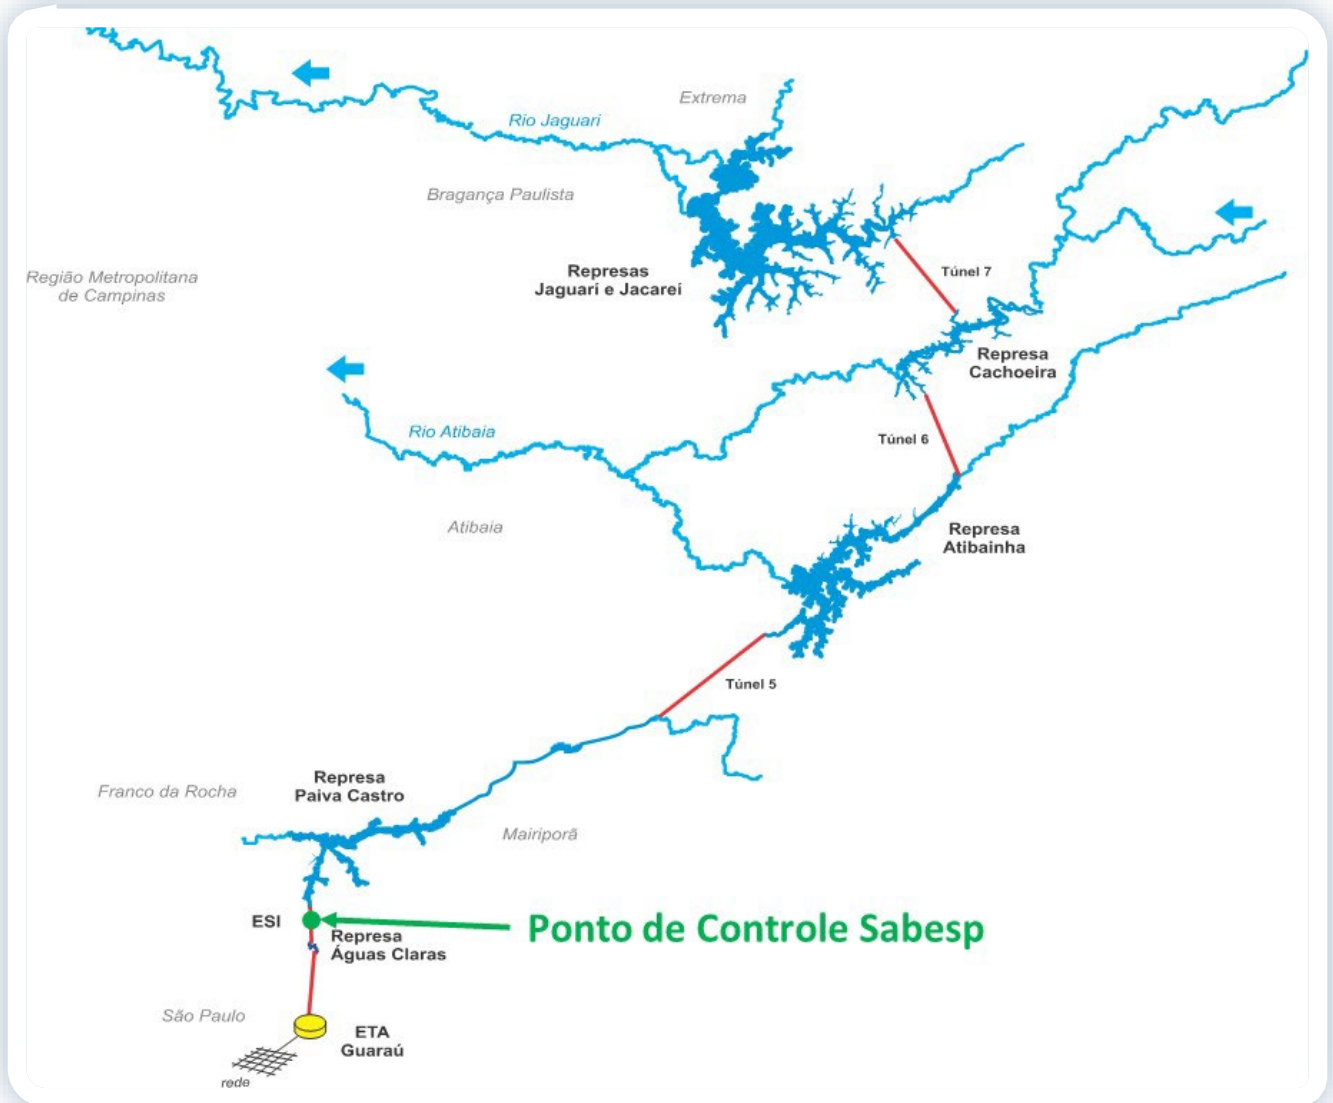 Extrema
Rio Jaguari
Bragança Paulista
Região Metropolitana
de Campinas
Represas
Jaguari e Jacareí
Túnel 7
Represa
Cachoeira
Rio Atibaia
Túnel 6
Atibaia
Represa
Atibainha
Túnel 5
Represa
Paiva Castro
Franco da Rocha
Mairiporã
ESI
Ponto de Controle Sabesp
Represa
Águas Claras
São Paulo
ETA
Guaraú
rede